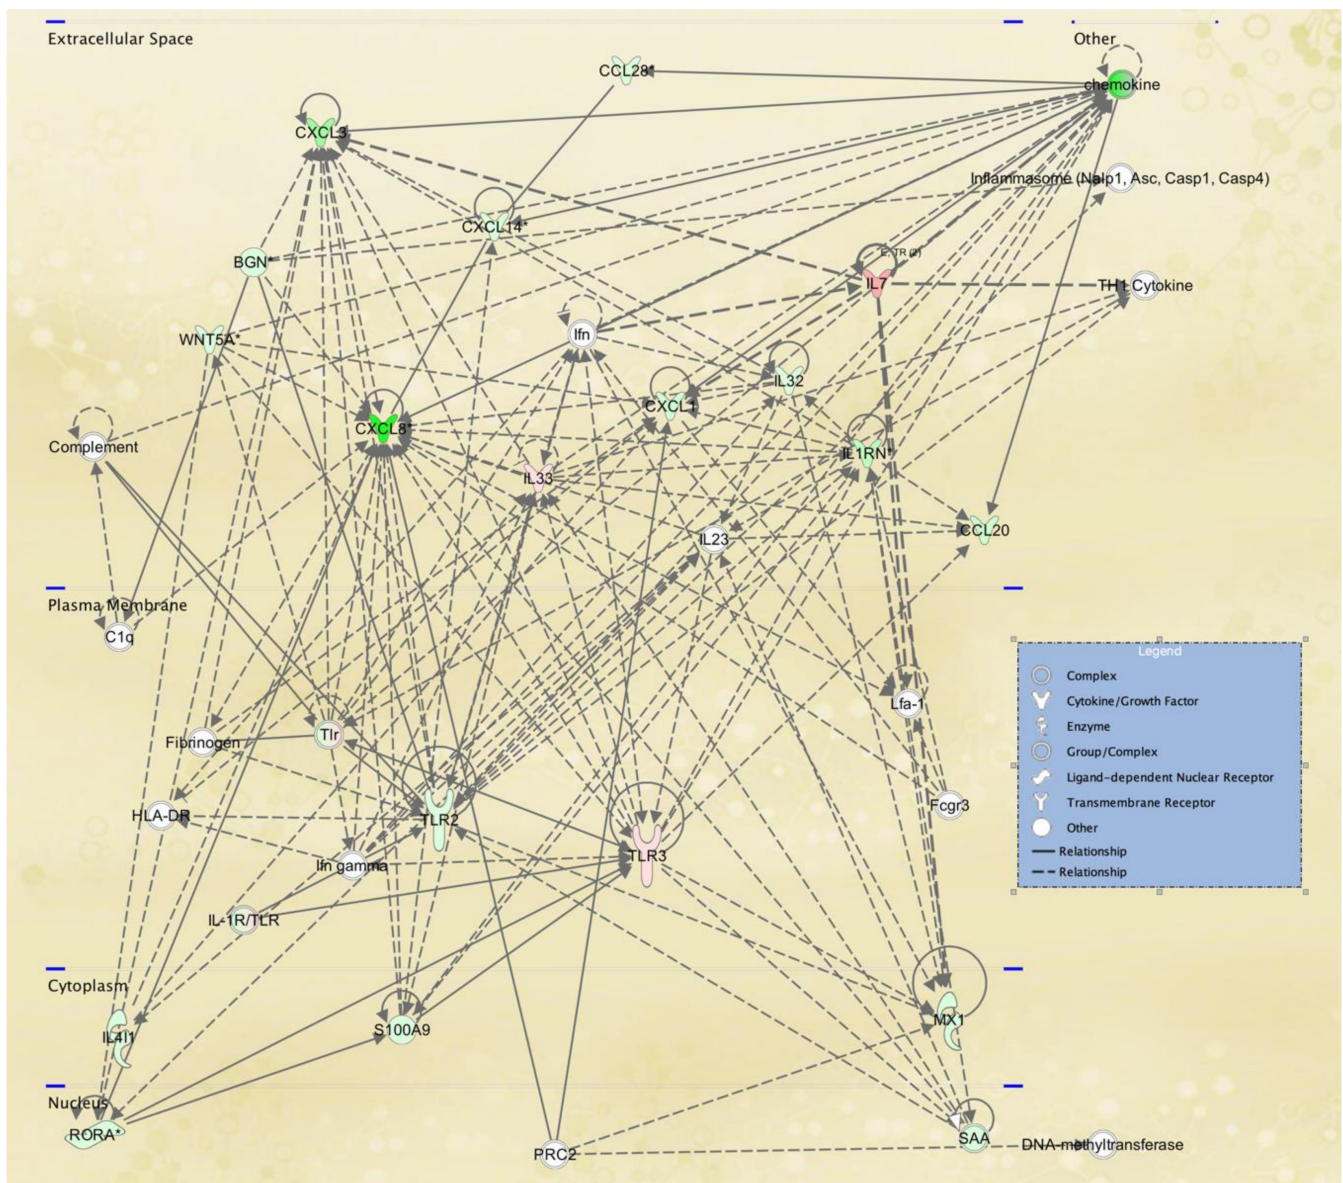 Extracellular Space
Other
CCL28*
chemokine
CXCL3
Inflammasome (Nalp1, Asc, Casp1, Casp4)
CXCL14*
E, TR (2)
BGN*
IL7
TH1 Cytokine
WNT5A*
Ifn
IL32
CXCL1
CXCL8*
Complement
IL1RN*
IL33
CCL20
IL23
Plasma Membrane
C1q
Legend
Complex
Cytokine/Growth Factor
Enzyme
Group/Complex
Ligand-dependent Nuclear Receptor
Transmembrane Receptor
Other
Relationship
Relationship
Lfa-1
Fibrinogen
Tlr
HLA-DR
TLR2
Fcgr3
TLR3
Ifn gamma
IL-1R/TLR
Cytoplasm
IL4I1
S100A9
MX1
Nucleus
RORA*
SAA
PRC2
DNA-methyltransferase